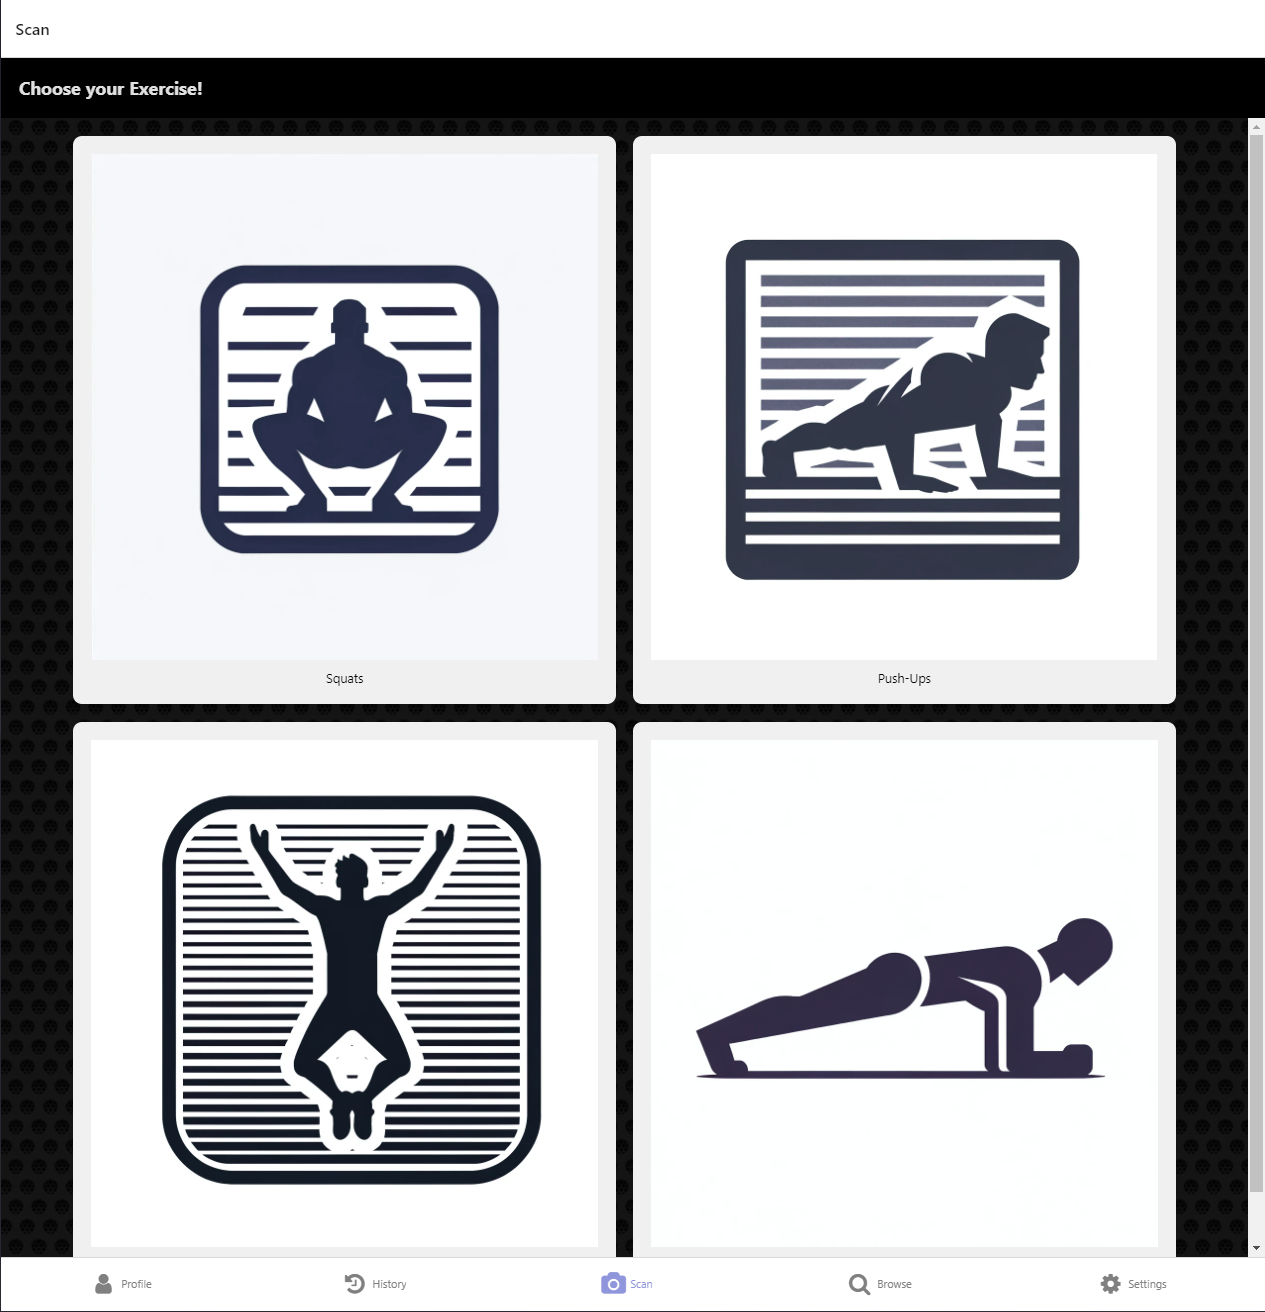 Scan
Choose your Exercise!
Squats
Push-Ups
Profile
History
Scan
Browse
Settings